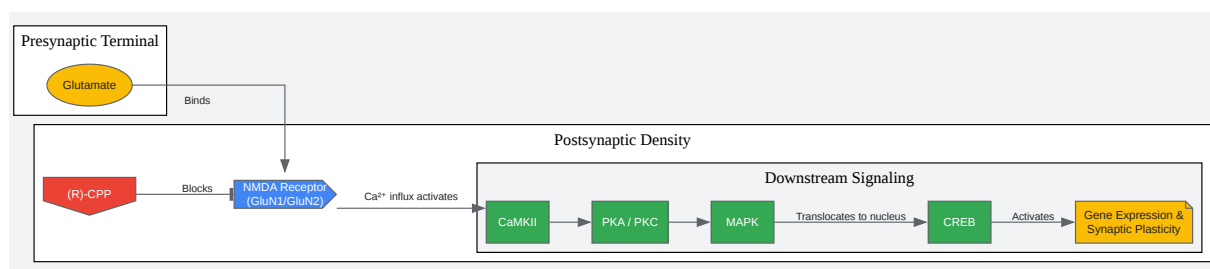 Presynaptic Terminal
Glutamate
Binds
Postsynaptic Density
(R)-CPP
Blocks
NMDA Receptor
(GluN1/GluN2)
Ca²⁺ influx activates
Downstream Signaling
CaMKII
PKA / PKC
MAPK
Translocates to nucleus
CREB
Activates
Gene Expression &
Synaptic Plasticity